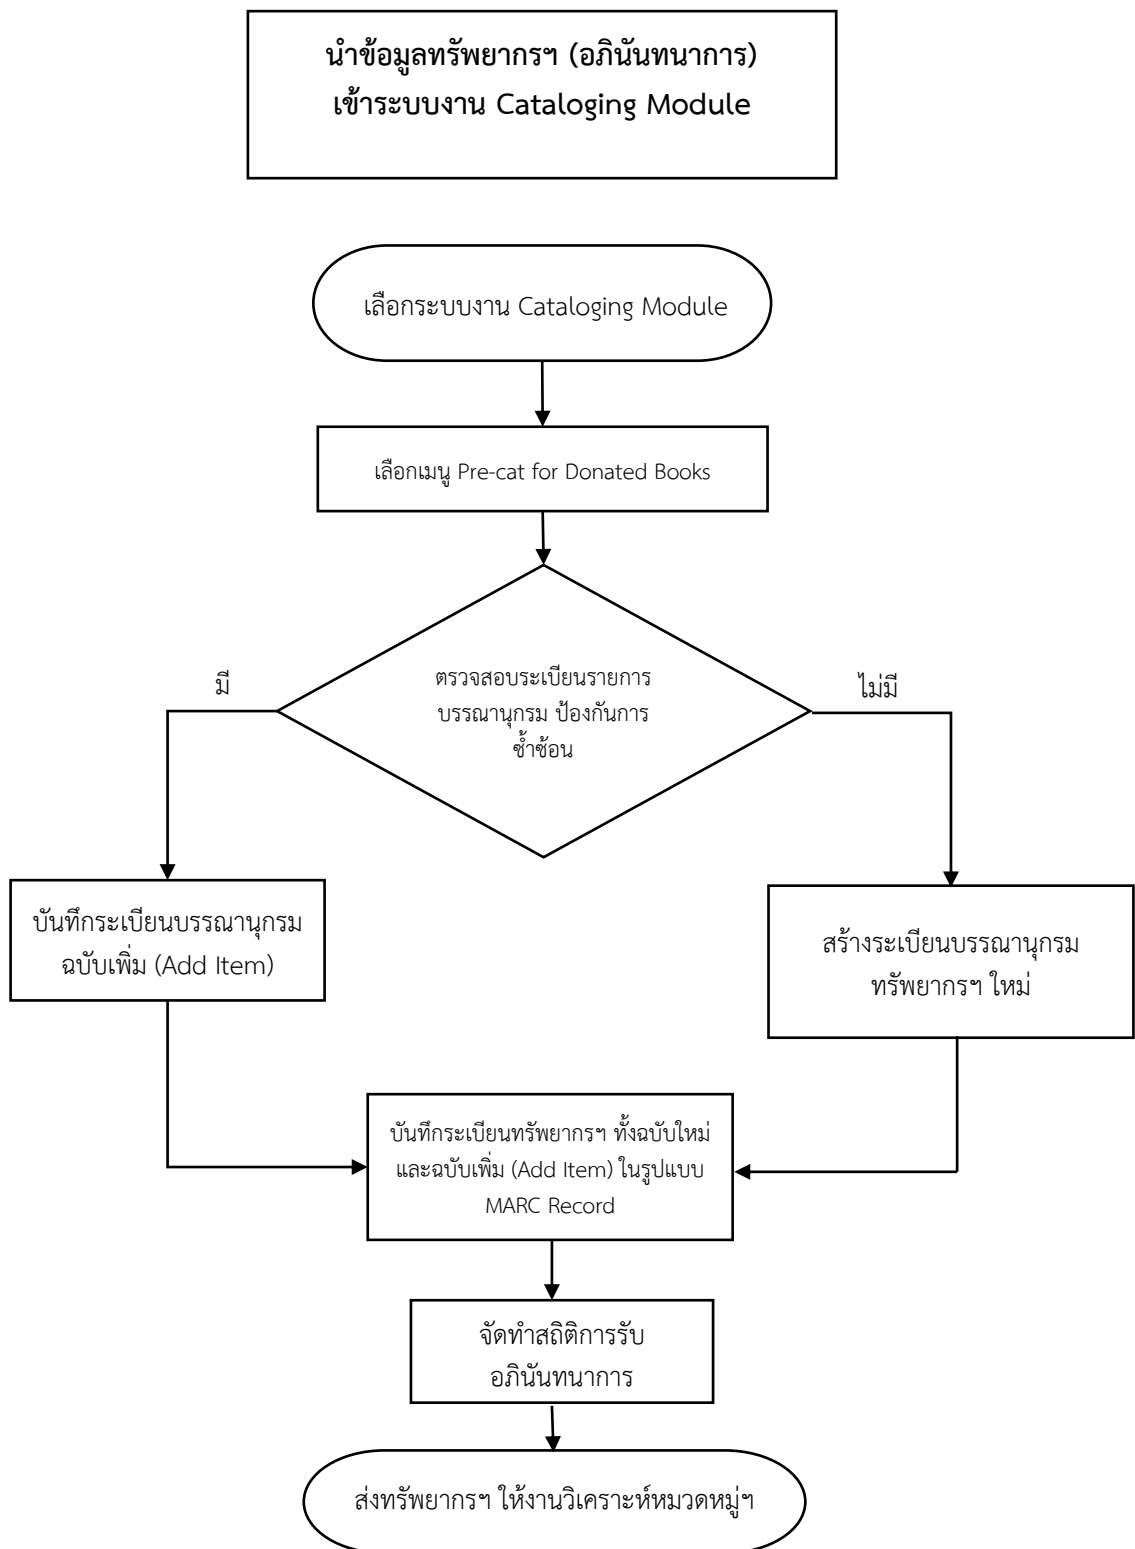 นำข้อมูลทรัพยากรฯ (อภินันทนาการ)
เข้าระบบงาน Cataloging Module
เลือกระบบงาน Cataloging Module
เลือกเมนู Pre-cat for Donated Books
มี
ไม่มี
ตรวจสอบระเบียนรายการ
บรรณานุกรม ป้องกันการ
ซ้ำซ้อน
บันทึกระเบียนบรรณานุกรม
ฉบับเพิ่ม (Add Item)
สร้างระเบียนบรรณานุกรม
ทรัพยากรฯ ใหม่
บันทึกระเบียนทรัพยากรฯ ทั้งฉบับใหม่
และฉบับเพิ่ม (Add Item) ในรูปแบบ
MARC Record
จัดทำสถิติการรับ
อภินันทนาการ
ส่งทรัพยากรฯ ให้งานวิเคราะห์หมวดหมู่ฯ